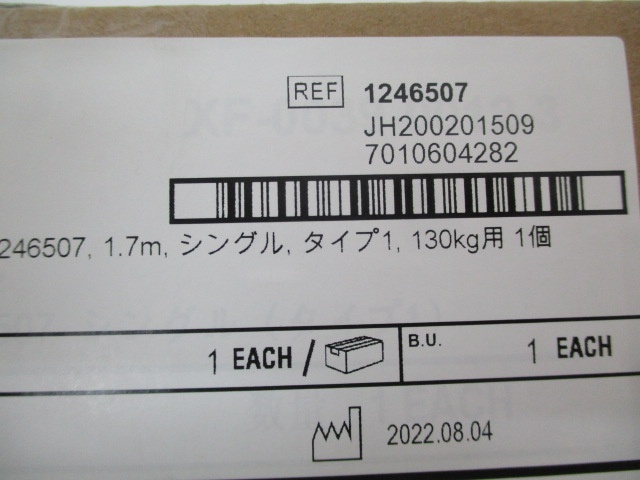 REF 1246507
JH200201509
7010604282
246507, 1.7m, シングル, タイプ1, 130kg用 1個
1 EACH / B.U. 1 EACH
2022.08.04